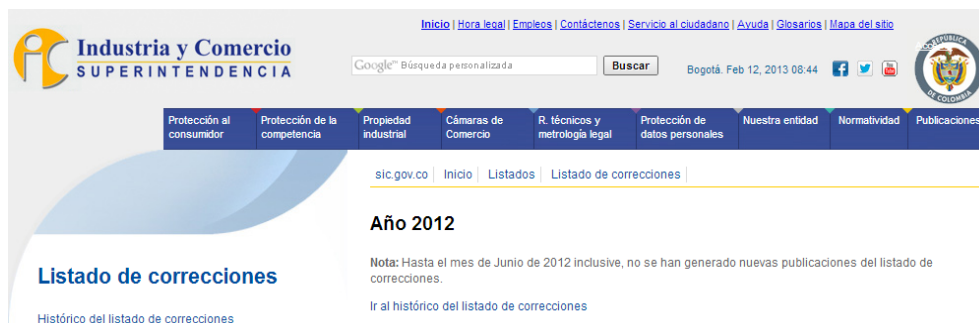 Inicio | Hora legal | Empleos | Contáctenos | Servicio al ciudadano | Ayuda | Glosarios | Mapa del sitio
Industria y Comercio
SUPERINTENDENCIA
Google™ Búsqueda personalizada
Buscar
Bogotá. Feb 12, 2013 08:44
REPÚBLICA
DE COLOMBIA
Protección al consumidor
Protección de la competencia
Propiedad industrial
Cámaras de Comercio
R. técnicos y metrología legal
Protección de datos personales
Nuestra entidad
Normatividad
Publicaciones
sic.gov.co | Inicio | Listados | Listado de correcciones |
Año 2012
Nota: Hasta el mes de Junio de 2012 inclusive, no se han generado nuevas publicaciones del listado de
correcciones.
Ir al histórico del listado de correcciones
Listado de correcciones
Histórico del listado de correcciones